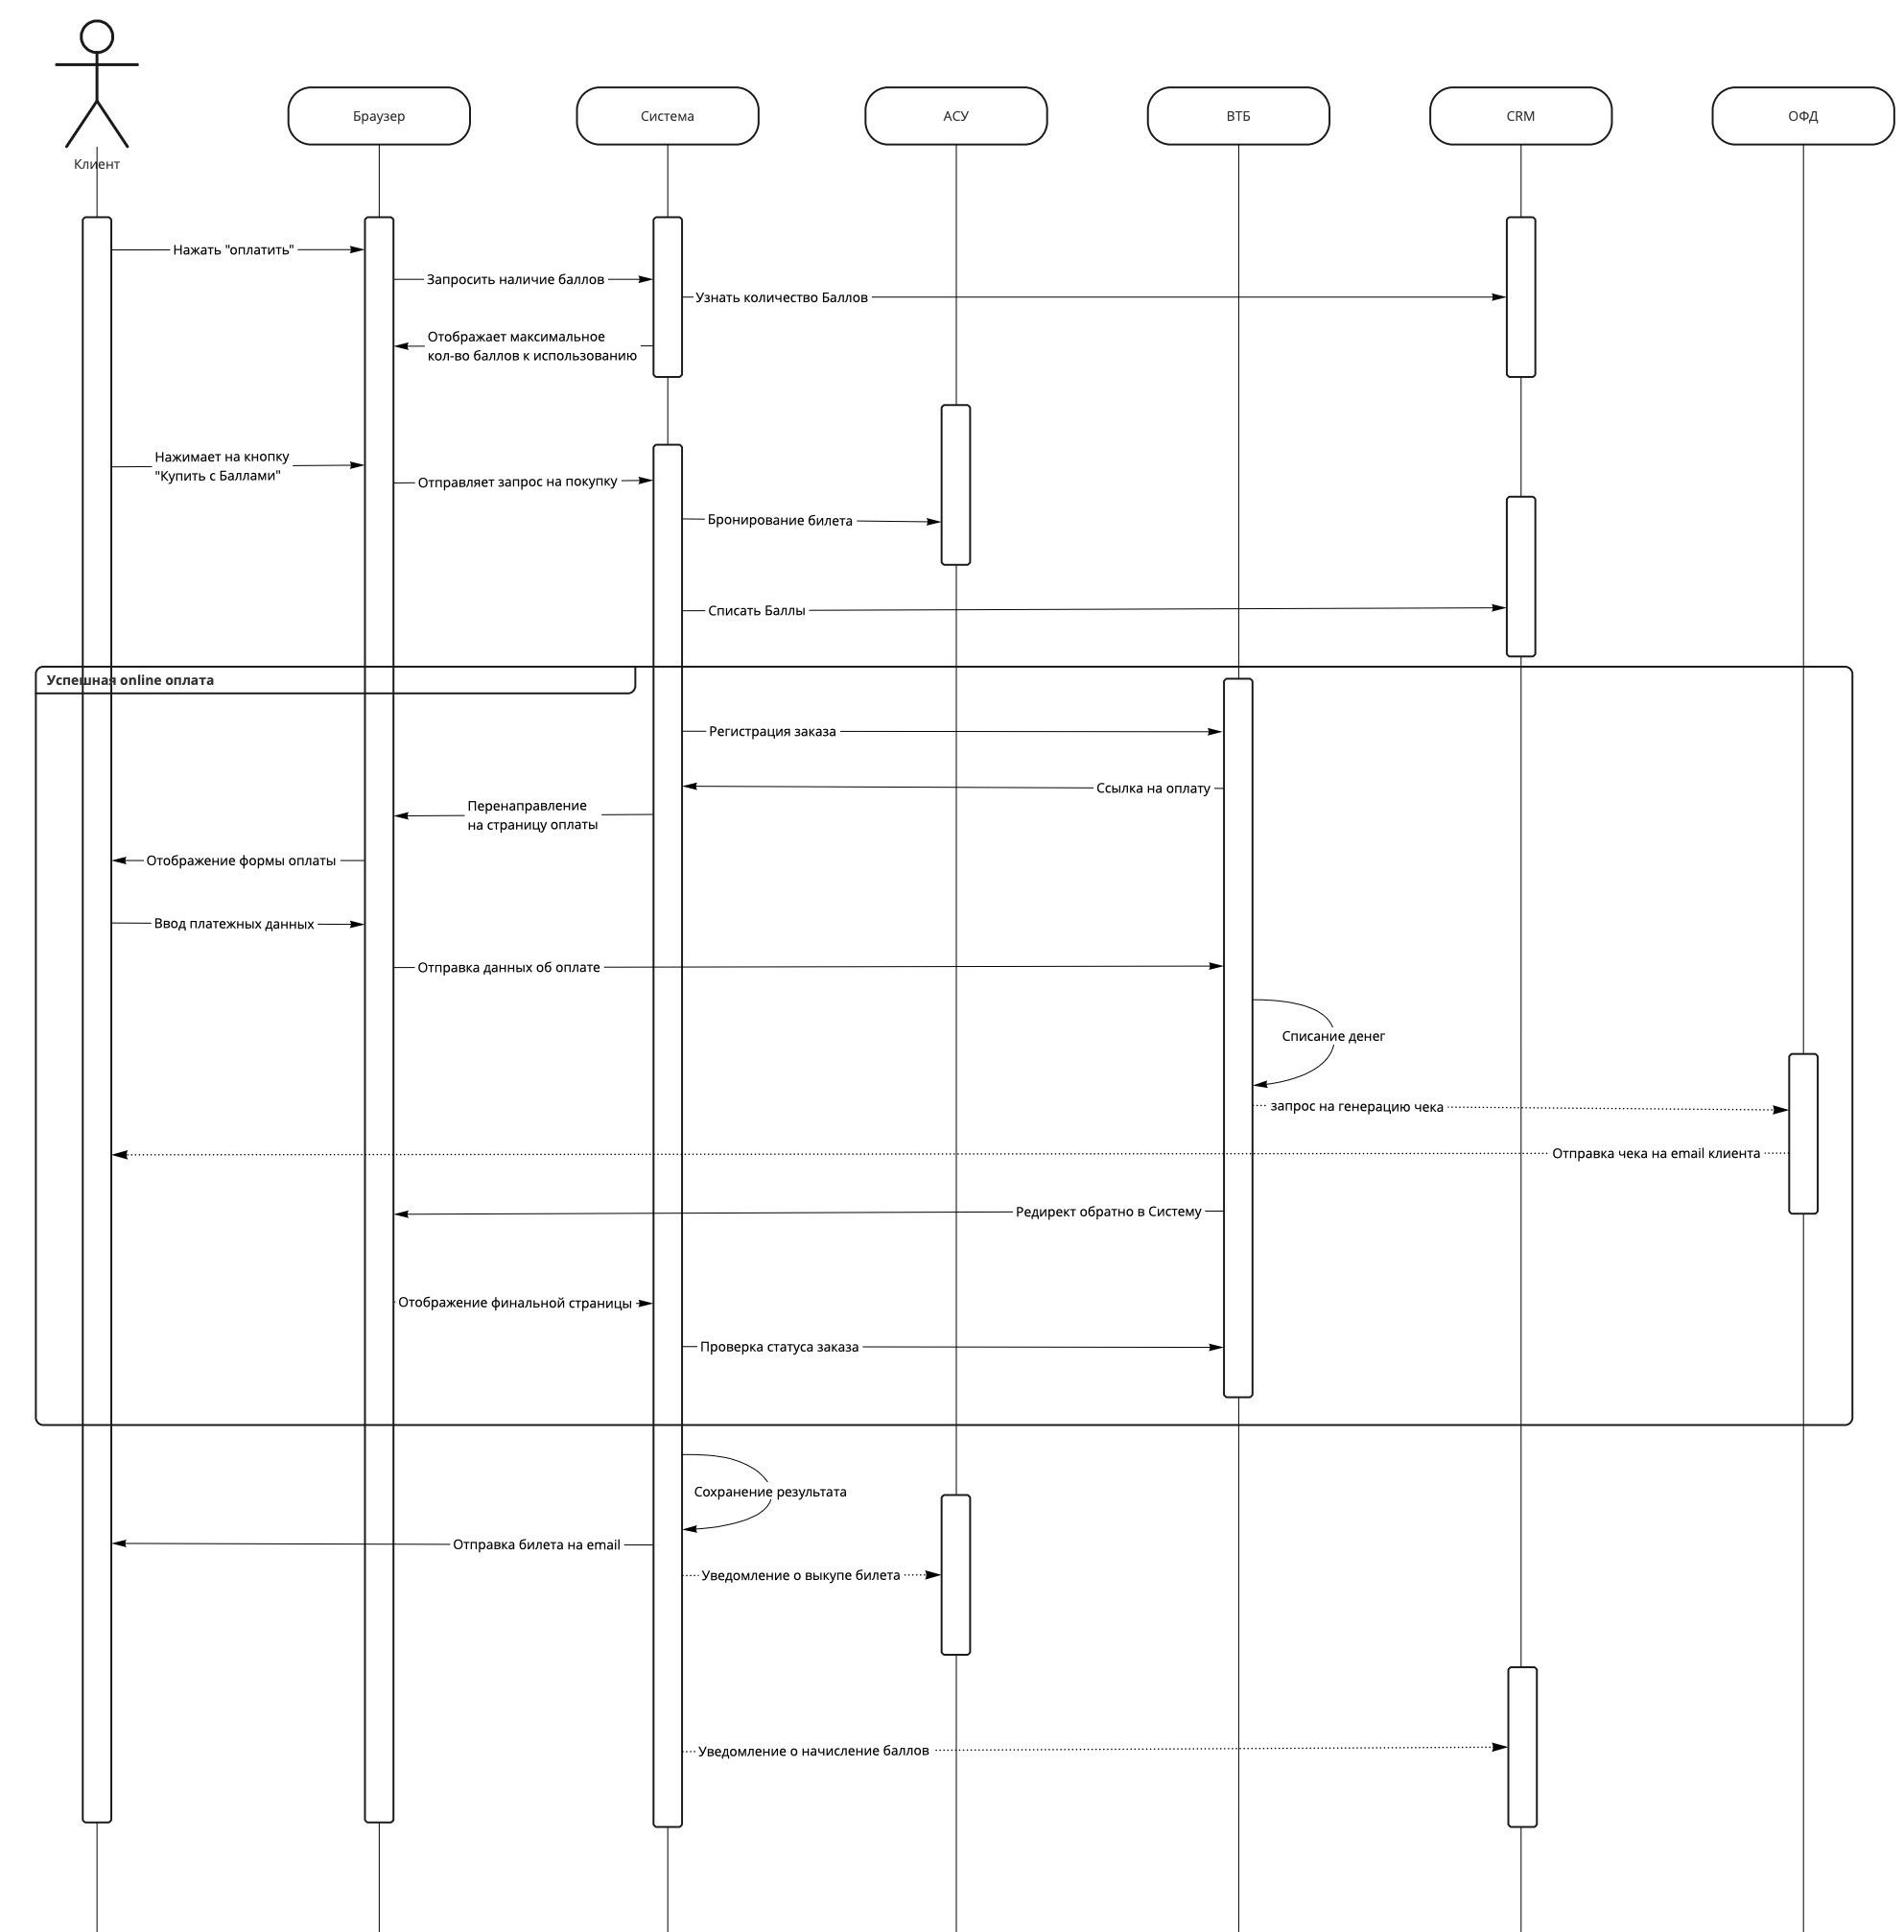 Клиент
Браузер
Система
АСУ
ВТБ
CRM
ОФД
Нажать "оплатить"
Запросить наличие баллов
Узнать количество Баллов
Отображает максимальное
кол-во баллов к использованию
Нажимает на кнопку
"Купить с Баллами"
Отправляет запрос на покупку
Бронирование билета
Списать Баллы
Успешная online оплата
Регистрация заказа
Ссылка на оплату
Перенаправление
на страницу оплаты
Отображение формы оплаты
Ввод платежных данных
Отправка данных об оплате
Списание денег
запрос на генерацию чека
Отправка чека на email клиента
Редирект обратно в Систему
Отображение финальной страницы
Проверка статуса заказа
Сохранение результата
Отправка билета на email
Уведомление о выкупе билета
Уведомление о начисление баллов